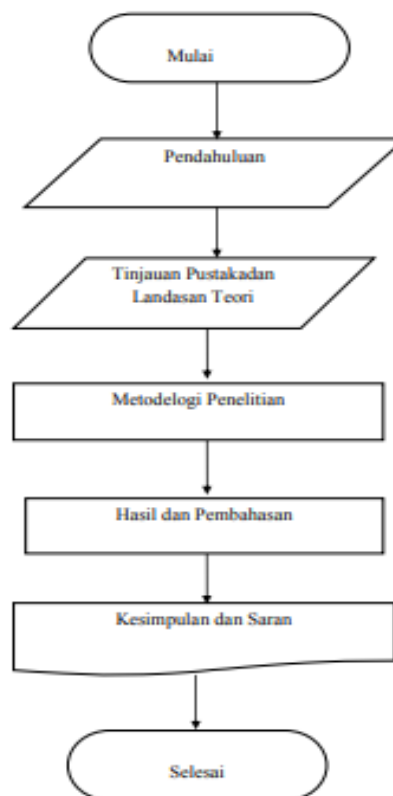 Mulai
Pendahuluan
Tinjauan Pustakadan
Landasan Teori
Metodelogi Penelitian
Hasil dan Pembahasan
Kesimpulan dan Saran
Selesai